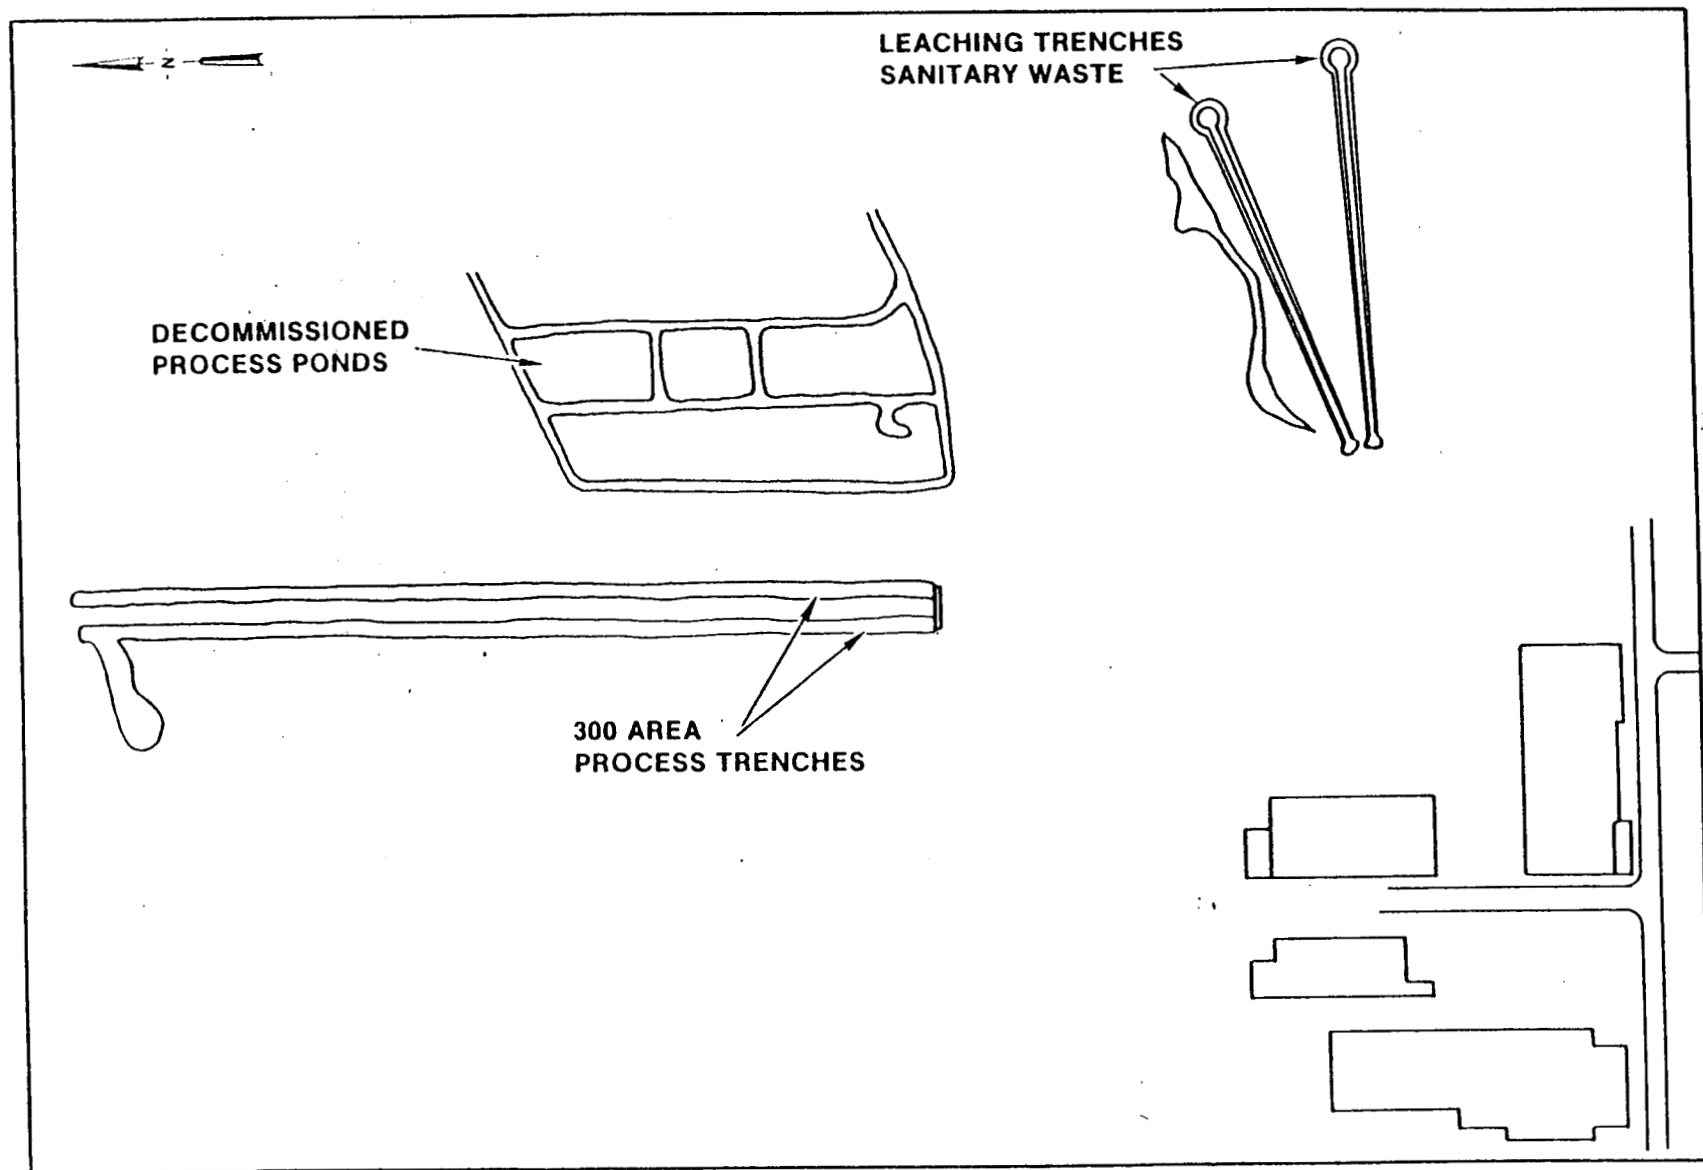 N
LEACHING TRENCHES
SANITARY WASTE
DECOMMISSIONED
PROCESS PONDS
300 AREA
PROCESS TRENCHES